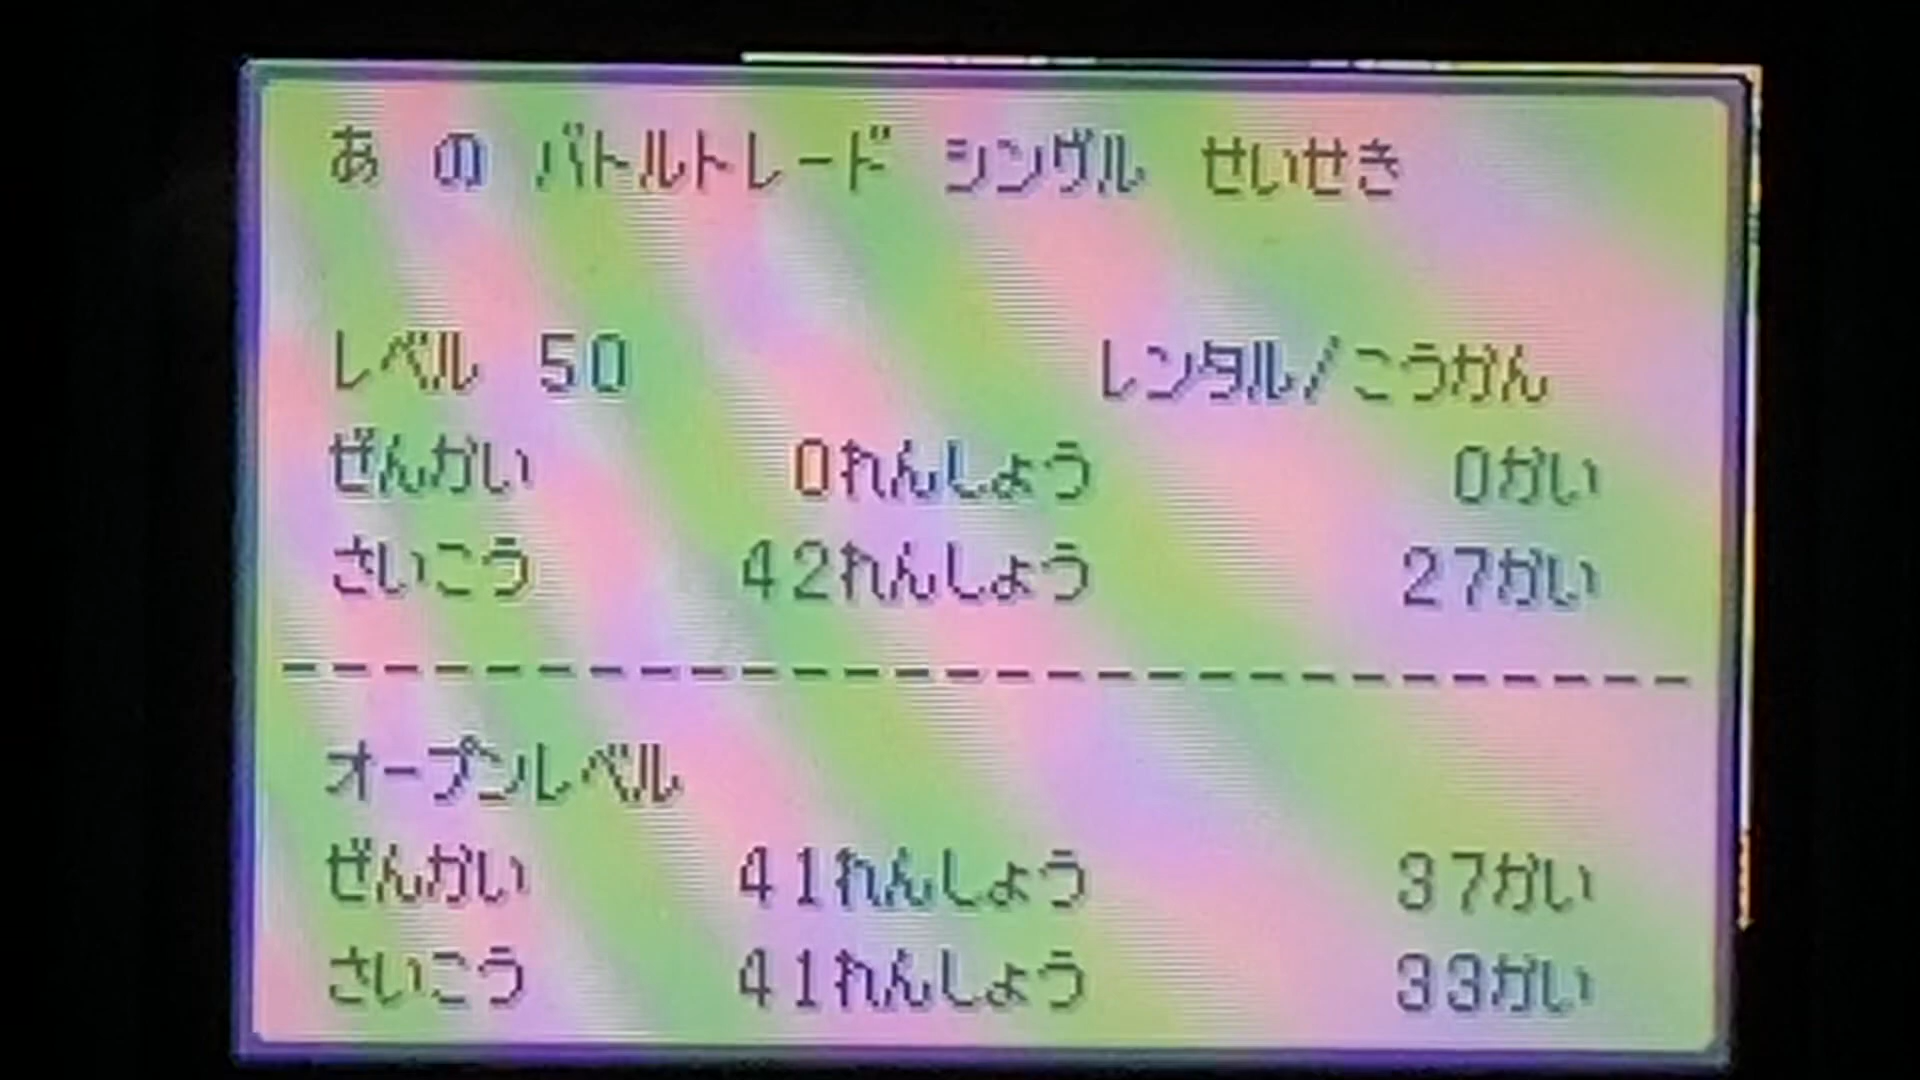 あ の バトルトレード シングル せいせき
レベル 50 レンタル/こうかん
ぜんかい 0れんしょう 0かい
さいこう 42れんしょう 27かい
オープンレベル
ぜんかい 41れんしょう 37かい
さいこう 41れんしょう 33かい